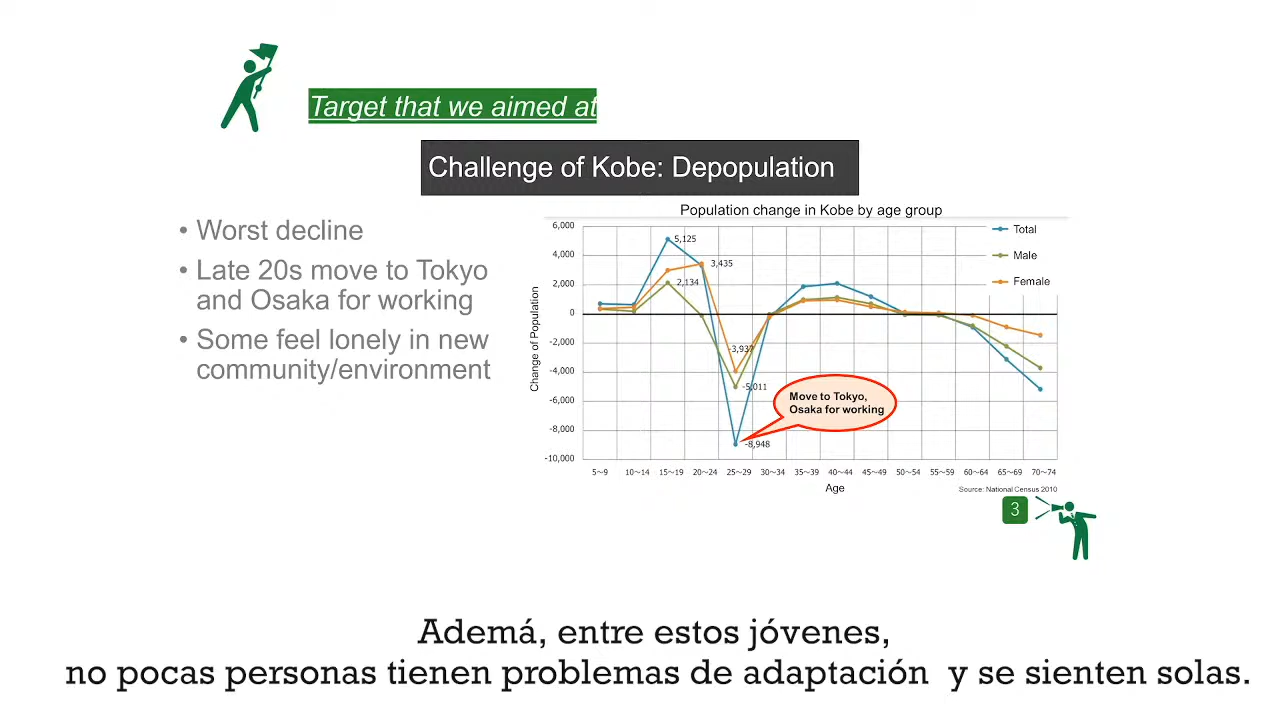 Target that we aimed at
Challenge of Kobe: Depopulation
• Worst decline
• Late 20s move to Tokyo
and Osaka for working
• Some feel lonely in new
community/environment
Population change in Kobe by age group
Change of Population
6,000
4,000
2,000
0
-2,000
-4,000
-6,000
-8,000
-10,000
5,125
3,435
2,134
-3,937
-5,011
-8,948
Total
Male
Female
Move to Tokyo,
Osaka for working
5～9 10～14 15～19 20～24 25～29 30～34 35～39 40～44 45～49 50～54 55～59 60～64 65～69 70～74
Age
Source: National Census 2010
3
Ademá, entre estos jóvenes,
no pocas personas tienen problemas de adaptación y se sienten solas.